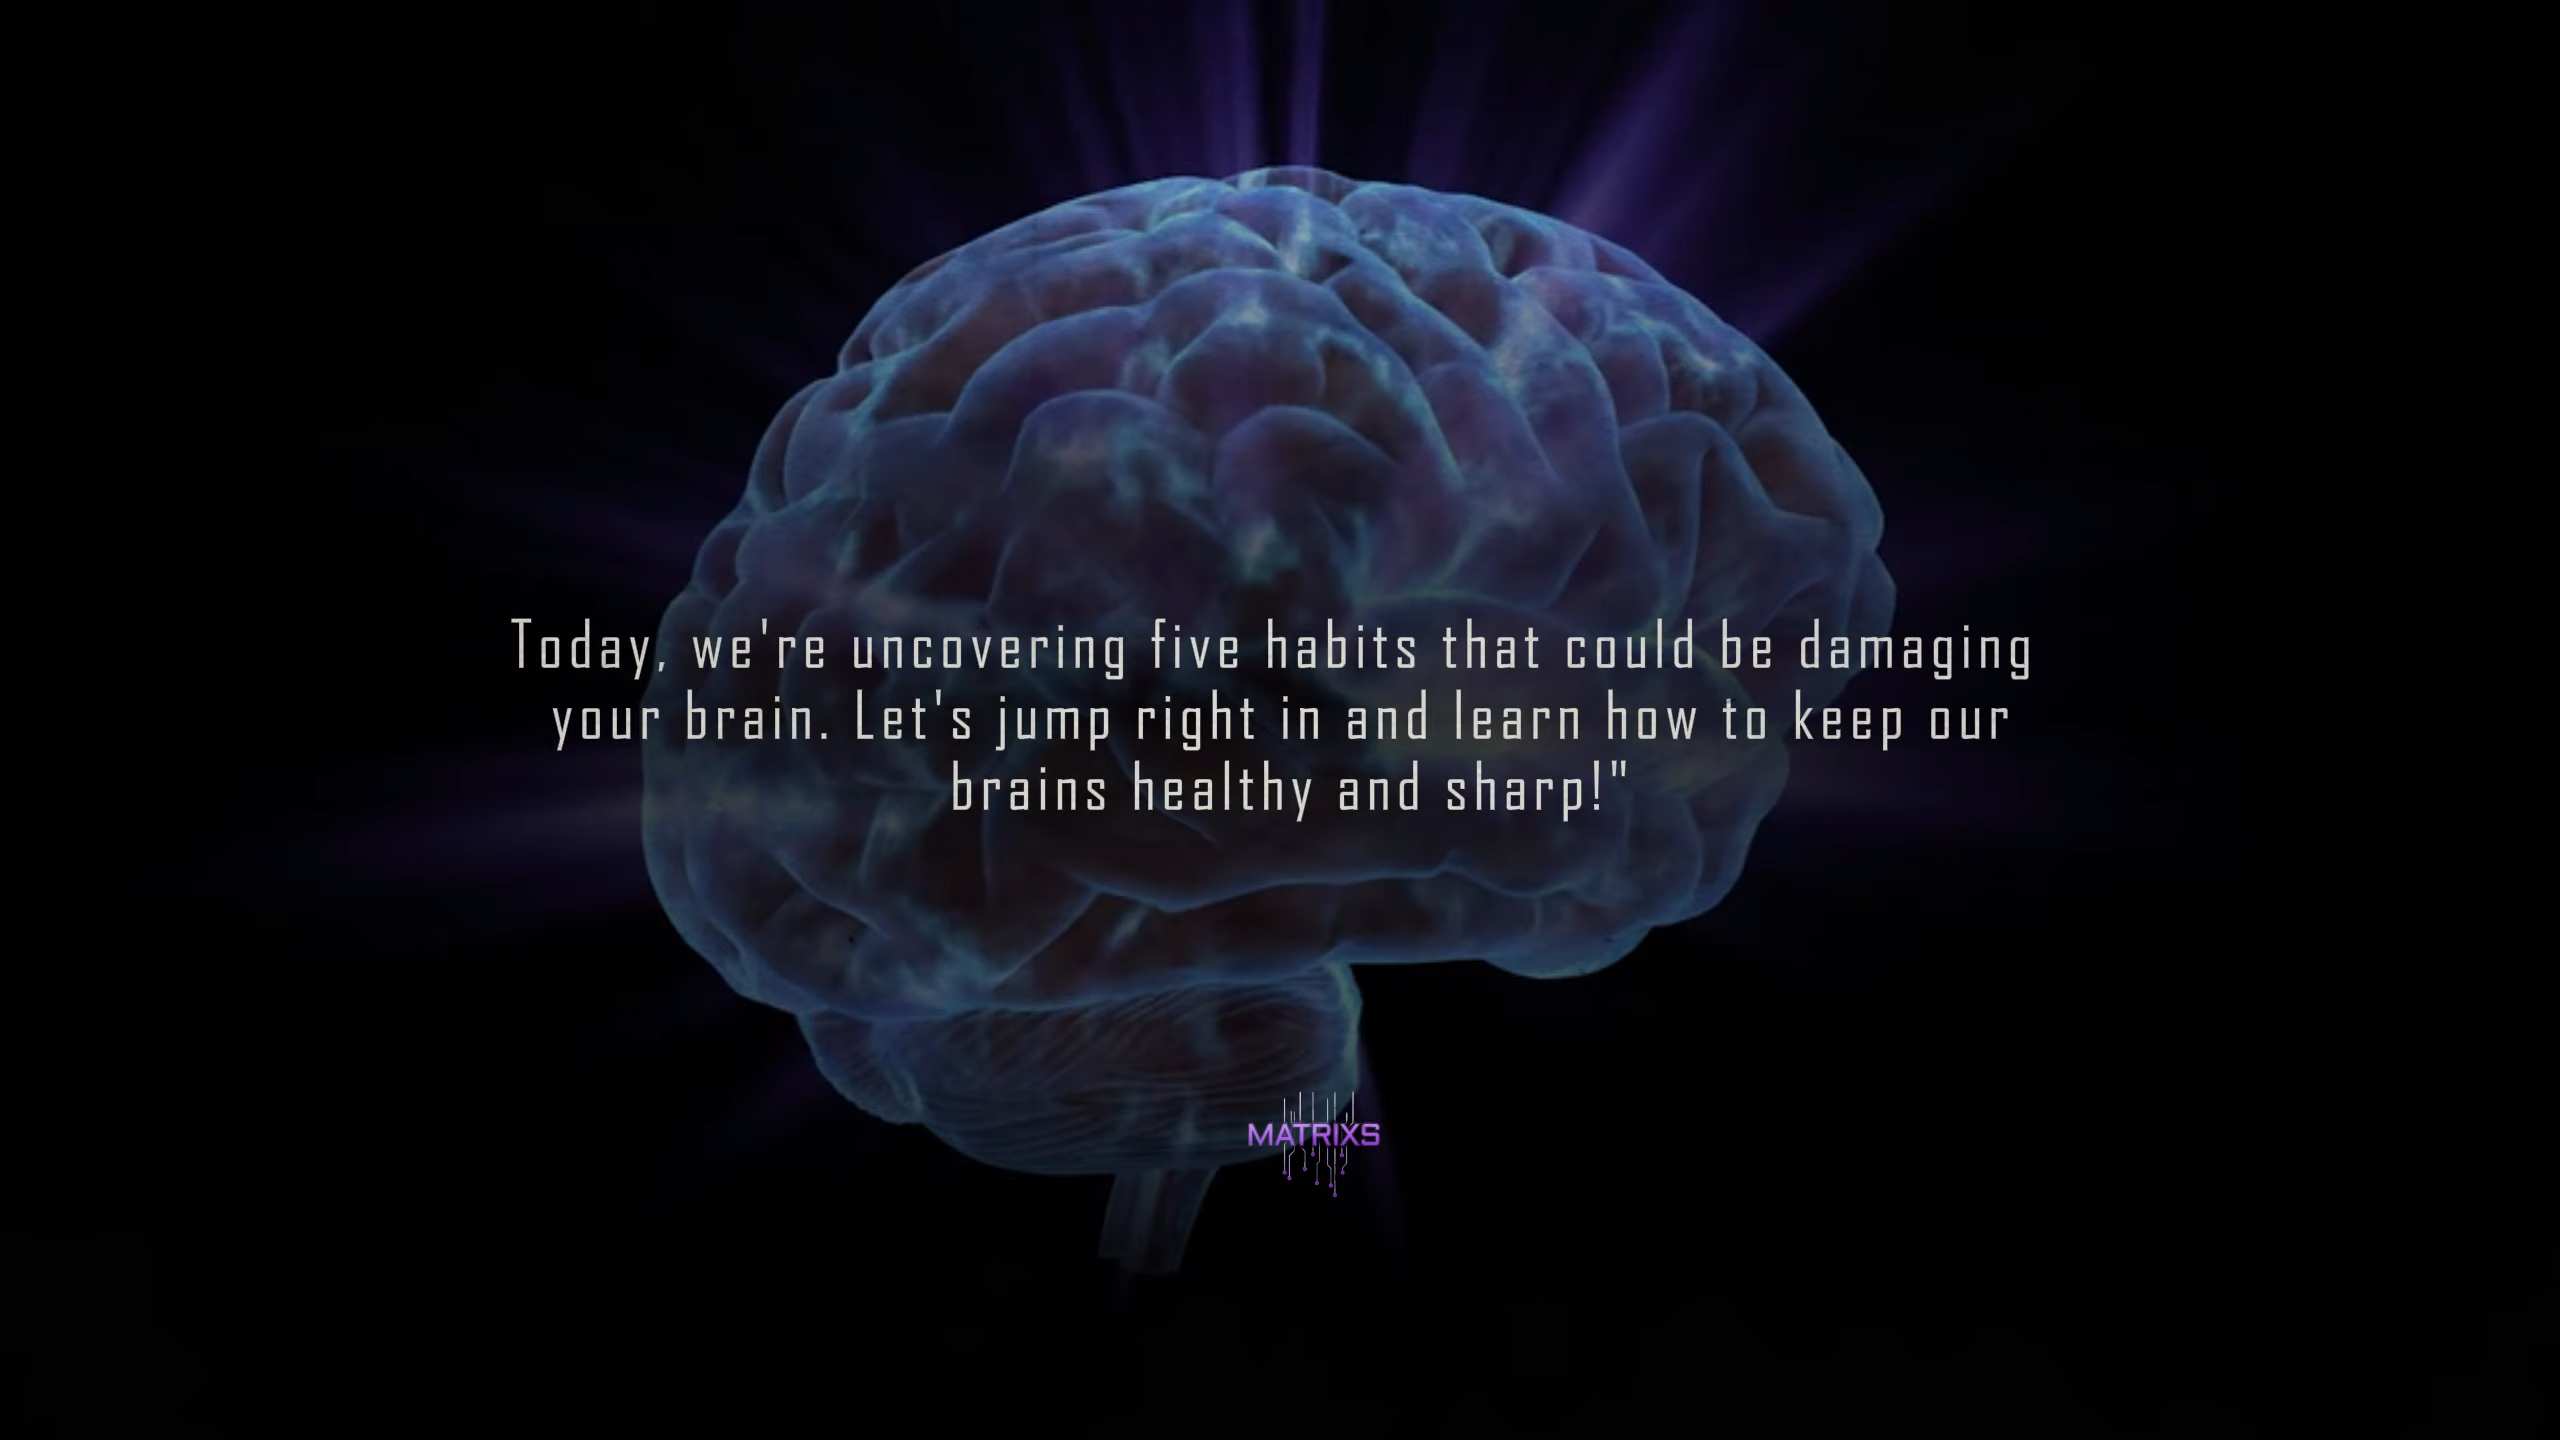 Today, we're uncovering five habits that could be damaging
your brain. Let's jump right in and learn how to keep our
brains healthy and sharp!"
MATRIXS